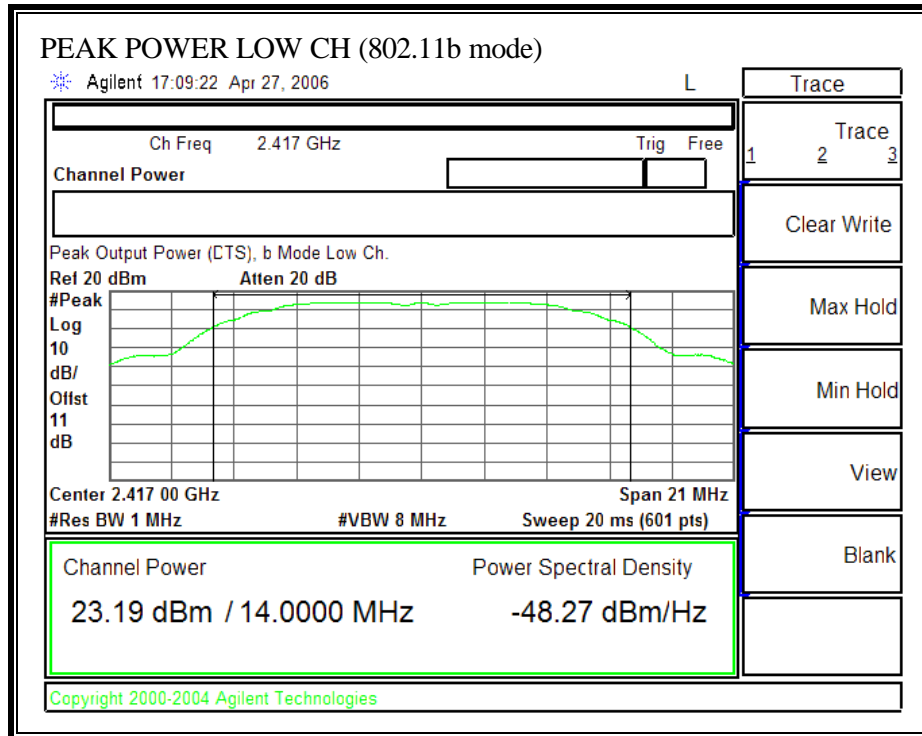 PEAK POWER LOW CH (802.11b mode)
Agilent 17:09:22 Apr 27, 2006 L
Trace
Ch Freq 2.417 GHz Trig Free
Channel Power
Trace
1 2 3
Clear Write
Max Hold
Min Hold
View
Blank
Peak Output Power (DTS), b Mode Low Ch.
Ref 20 dBm Atten 20 dB
#Peak
Log
10
dB/
Offst
11
dB
Center 2.417 00 GHz Span 21 MHz
#Res BW 1 MHz #VBW 8 MHz Sweep 20 ms (601 pts)
Channel Power Power Spectral Density
23.19 dBm / 14.0000 MHz -48.27 dBm/Hz
Copyright 2000-2004 Agilent Technologies